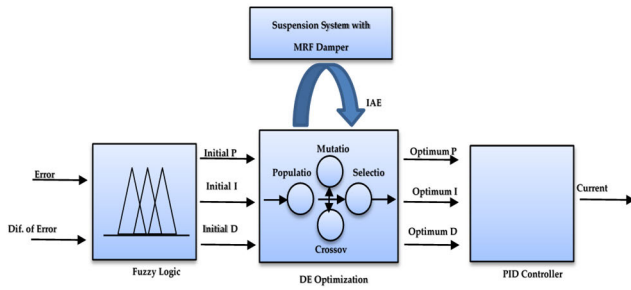 Suspension System with
MRF Damper
IAE
Error
Dif. of Error
Fuzzy Logic
Initial P
Initial I
Initial D
Populatio
Mutatio
Selectio
Crossov
DE Optimization
Optimum P
Optimum I
Optimum D
PID Controller
Current